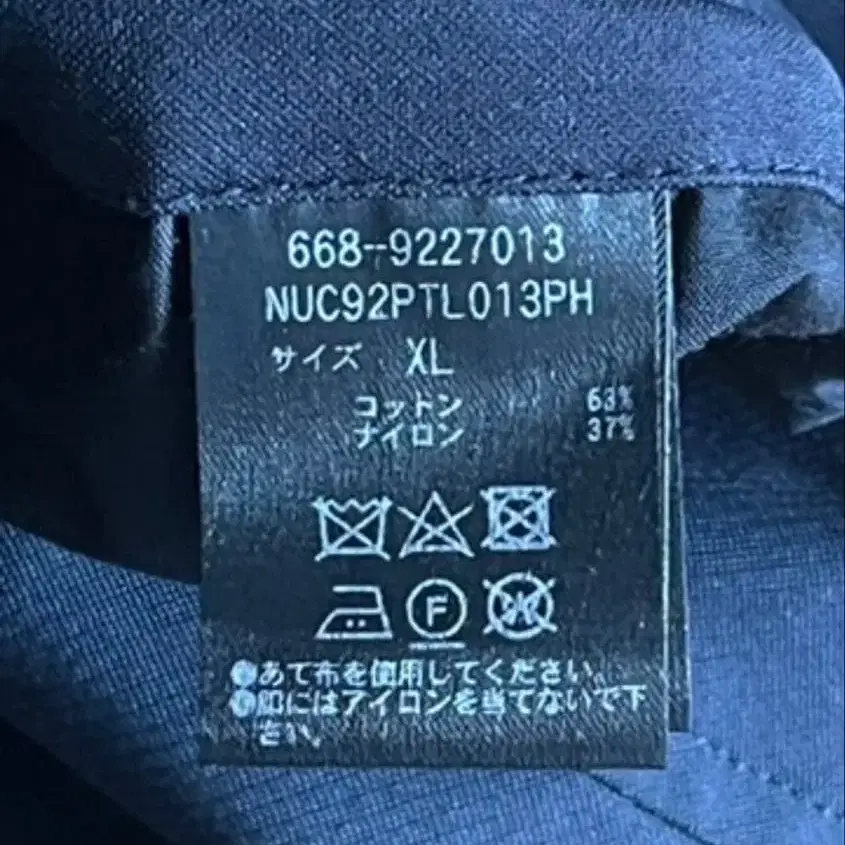 668-9227013
NUC92PTL013PH
サイズ XL
コットン 63%
ナイロン 37%
F
●あて布を使用してください。
●にはアイロンを当てないで下
さい。